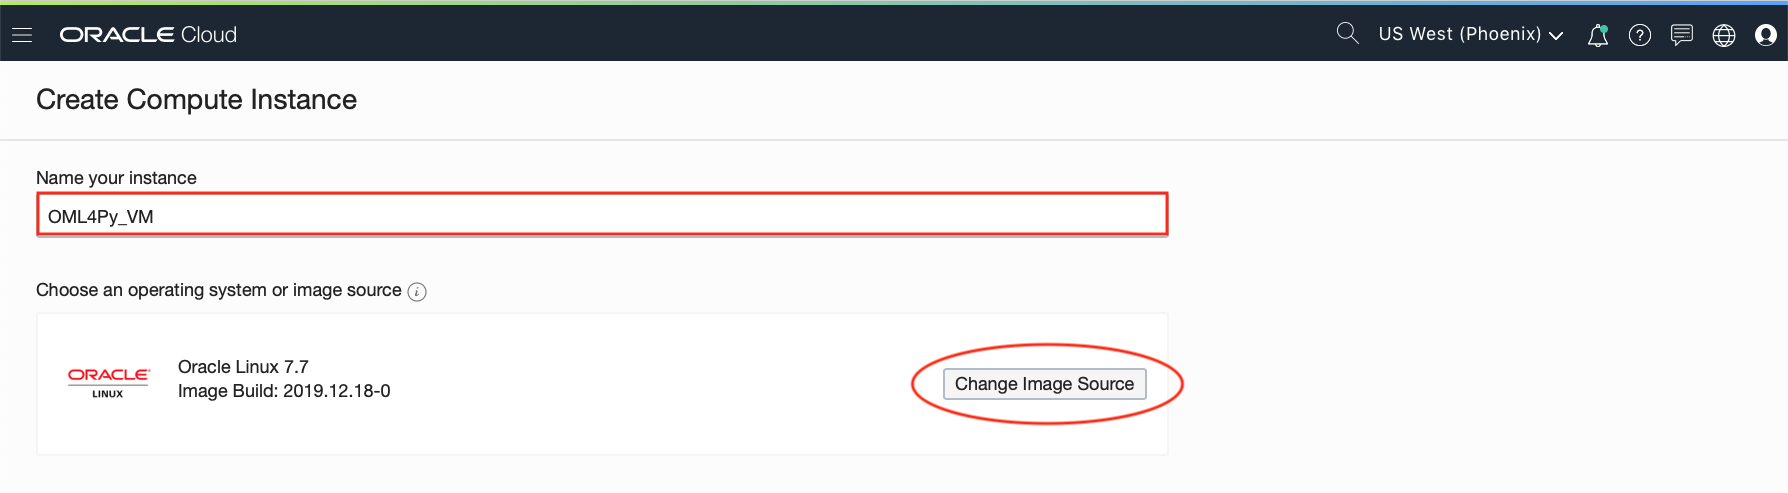 ORACLE Cloud
US West (Phoenix)
Create Compute Instance
Name your instance
OML4Py_VM
Choose an operating system or image source i
ORACLE
LINUX
Oracle Linux 7.7
Image Build: 2019.12.18-0
Change Image Source